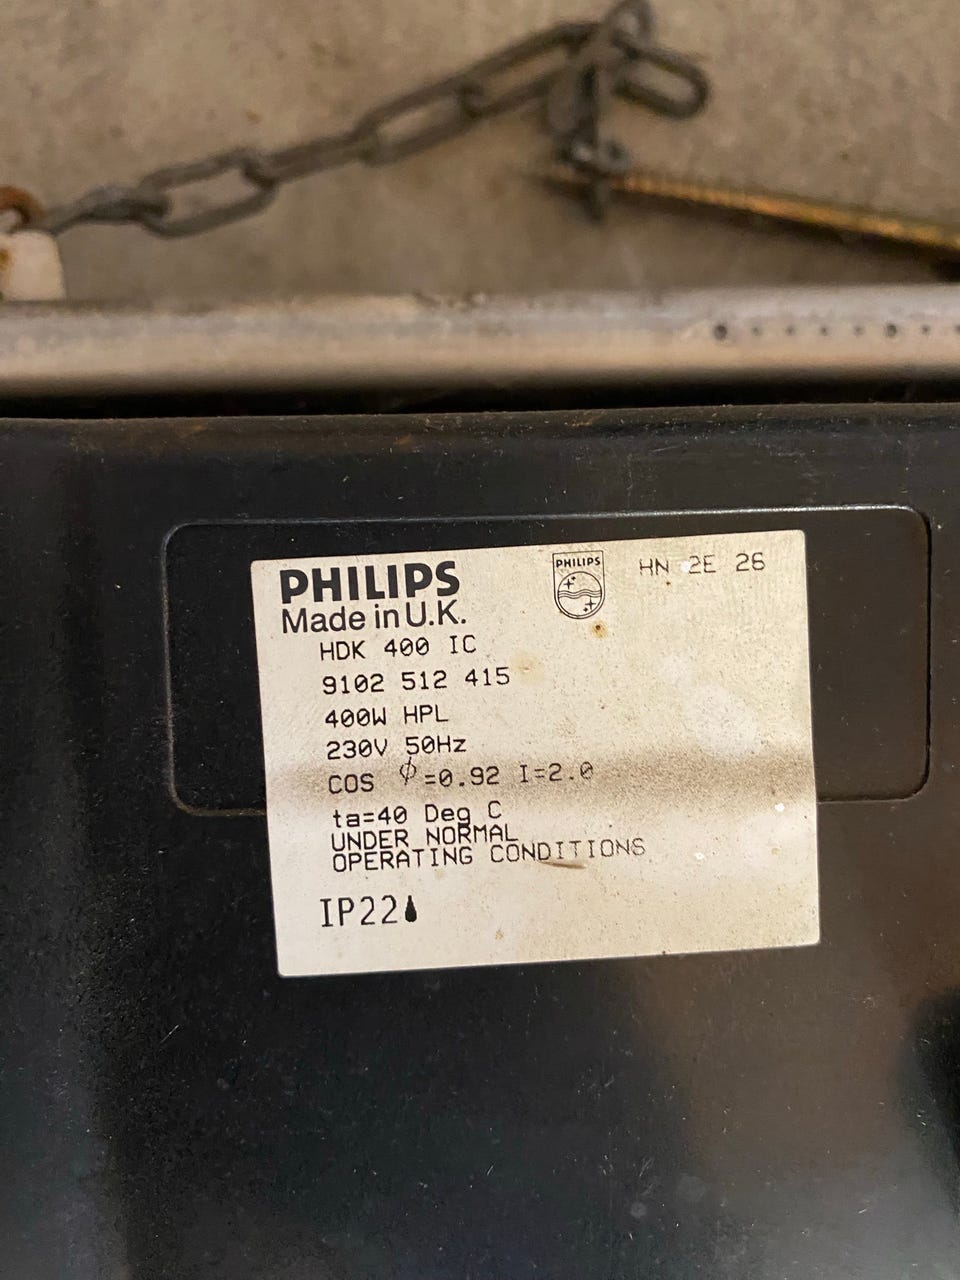 PHILIPS
Made in U.K.
PHILIPS
HN 2E 26
HDK 400 IC
9102 512 415
400W HPL
230V 50Hz
COS ϕ=0.92 I=2.0
ta=40 Deg C
UNDER NORMAL
OPERATING CONDITIONS
IP22